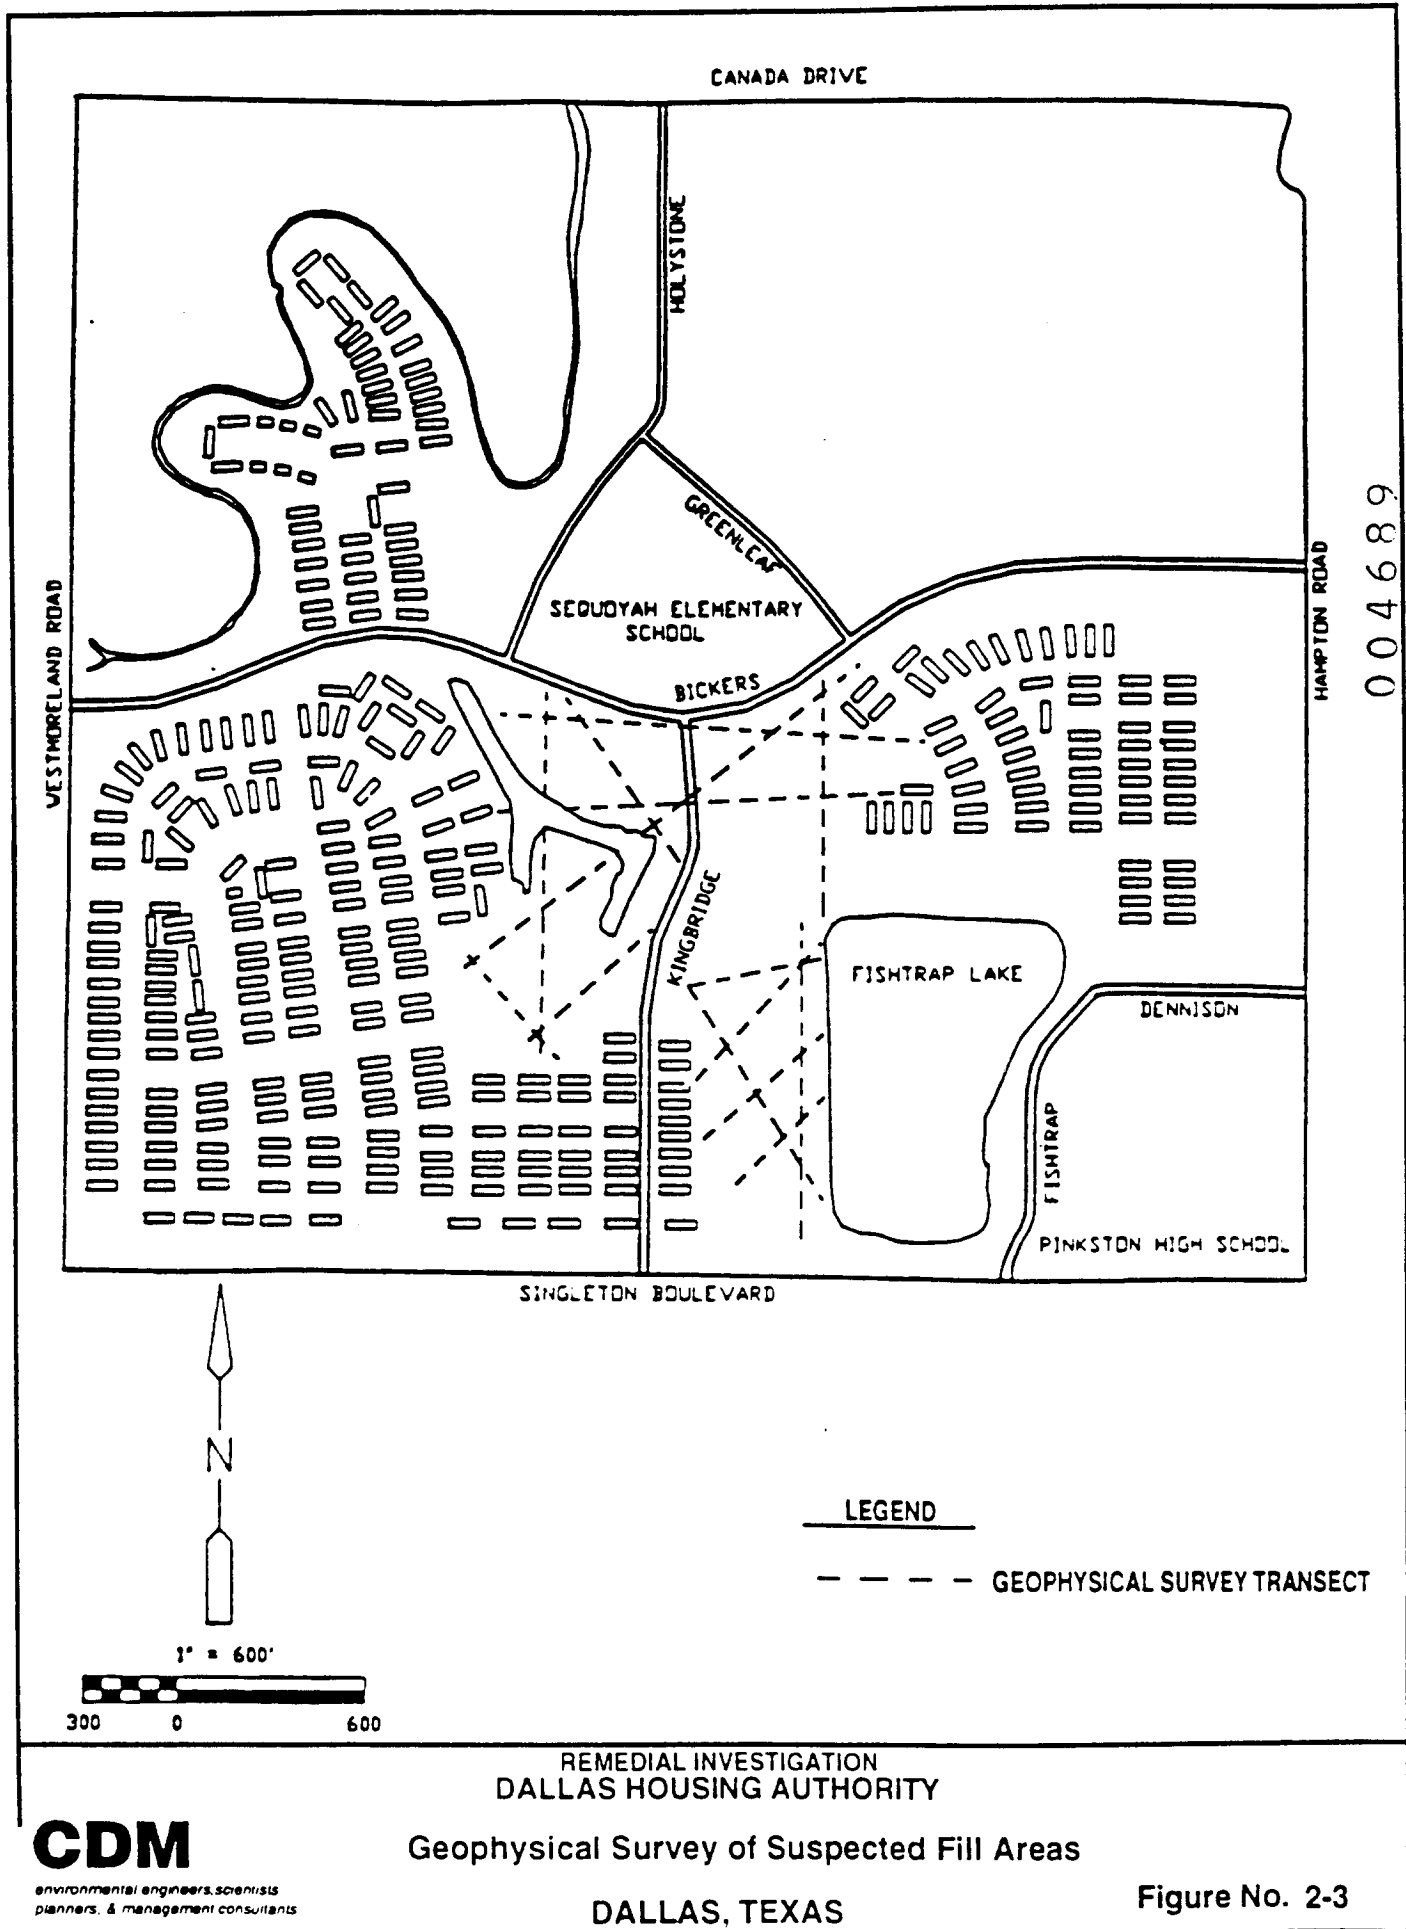 CANADA DRIVE
HOLYSTONE
GREENLEAF
SEQUOYAH ELEMENTARY
SCHOOL
BICKERS
WESTMORELAND ROAD
HAMPTON ROAD
004689
KINGBRIDGE
FISHTRAP LAKE
DENNISON
FISHTRAP
PINKSTON HIGH SCHOOL
SINGLETON BOULEVARD
N
LEGEND
GEOPHYSICAL SURVEY TRANSECT
1" = 600'
300 0 600
REMEDIAL INVESTIGATION
DALLAS HOUSING AUTHORITY
CDM
environmental engineers, scientists
planners, & management consultants
Geophysical Survey of Suspected Fill Areas
DALLAS, TEXAS
Figure No. 2-3